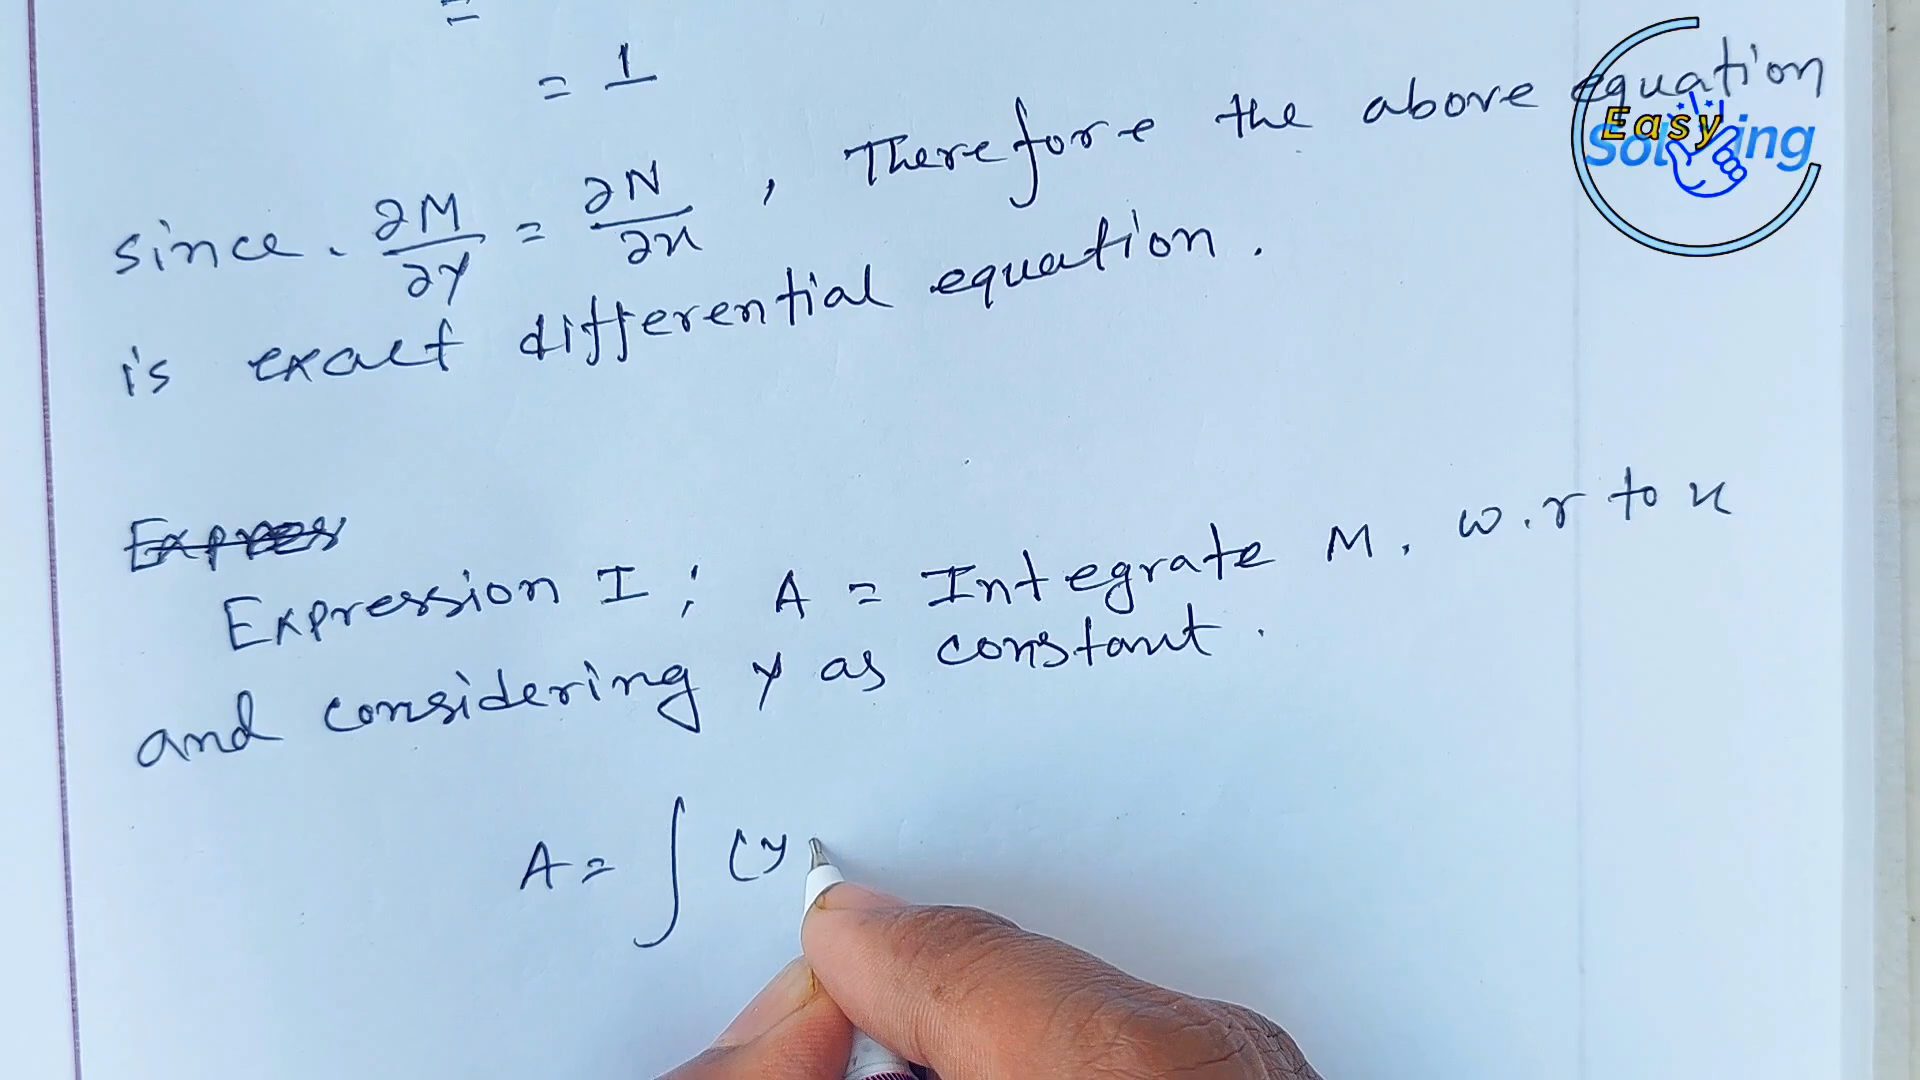 = 1
since. ∂M/∂y = ∂N/∂x , Therefore the above equation
is exact differential equation.
Expres
Expression I ; A = Integrate M. w.r to x
and considering y as constant.
A = ∫ (y
Easy
Solving